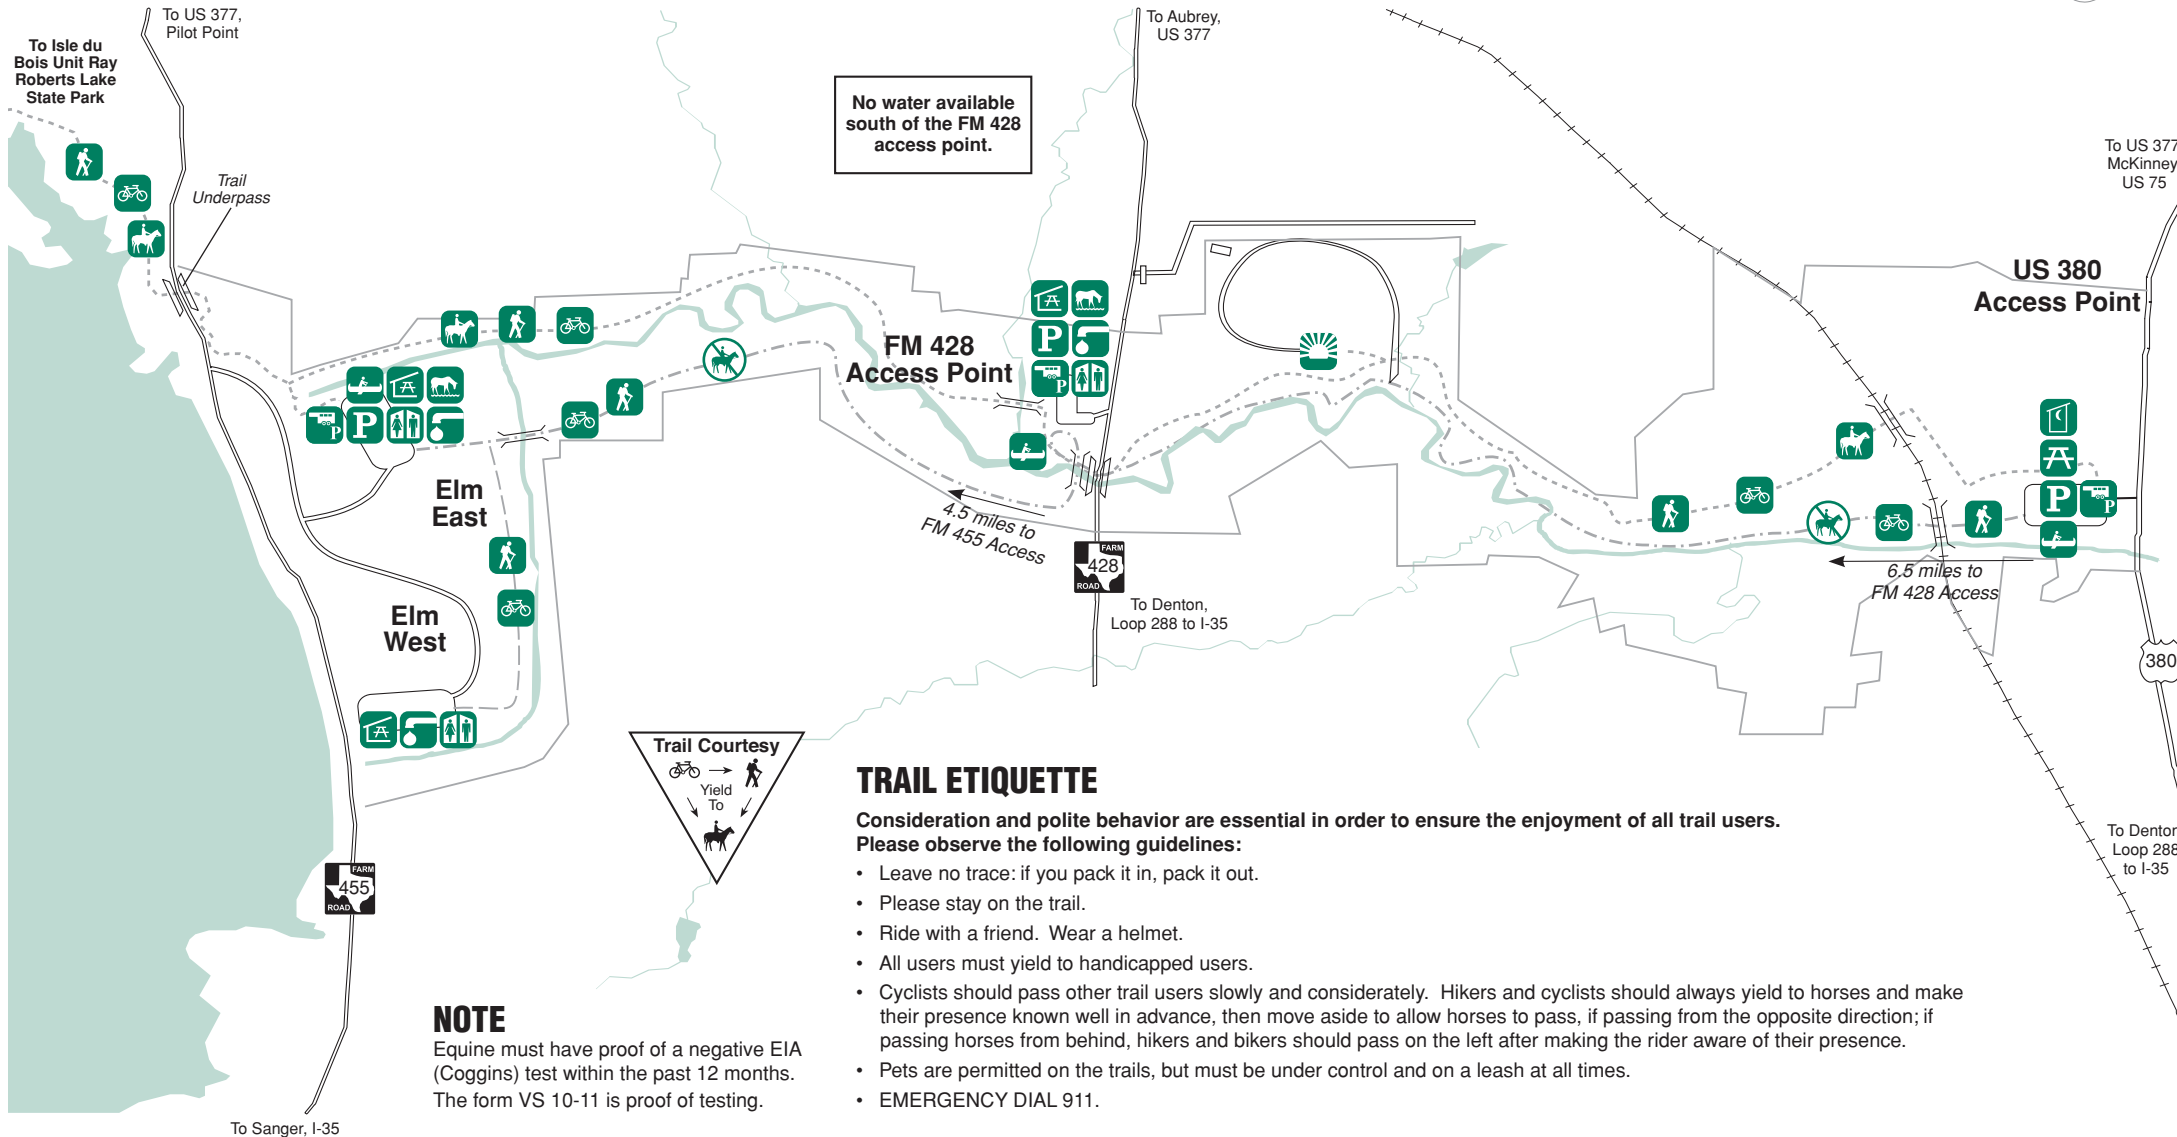 To US 377,
Pilot Point
To Isle du
Bois Unit Ray
Roberts Lake
State Park
Trail
Underpass
No water available
south of the FM 428
access point.
To Aubrey,
US 377
To US 377
McKinney
US 75
US 380
Access Point
FM 428
Access Point
P
P
P
P
P
P
Elm
East
Elm
West
4.5 miles to
FM 455 Access
FARM
428
ROAD
To Denton,
Loop 288 to I-35
6.5 miles to
FM 428 Access
380
To Denton
Loop 288
to I-35
Trail Courtesy
Yield
To
FARM
455
ROAD
To Sanger, I-35
NOTE
Equine must have proof of a negative EIA
(Coggins) test within the past 12 months.
The form VS 10-11 is proof of testing.
TRAIL ETIQUETTE
Consideration and polite behavior are essential in order to ensure the enjoyment of all trail users.
Please observe the following guidelines:
• Leave no trace: if you pack it in, pack it out.
• Please stay on the trail.
• Ride with a friend. Wear a helmet.
• All users must yield to handicapped users.
• Cyclists should pass other trail users slowly and considerately. Hikers and cyclists should always yield to horses and make
their presence known well in advance, then move aside to allow horses to pass, if passing from the opposite direction; if
passing horses from behind, hikers and bikers should pass on the left after making the rider aware of their presence.
• Pets are permitted on the trails, but must be under control and on a leash at all times.
• EMERGENCY DIAL 911.